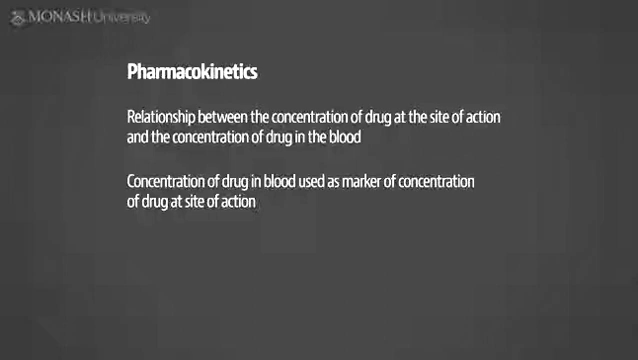 MONASH University
Pharmacokinetics
Relationship between the concentration of drug at the site of action
and the concentration of drug in the blood
Concentration of drug in blood used as marker of concentration
of drug at site of action